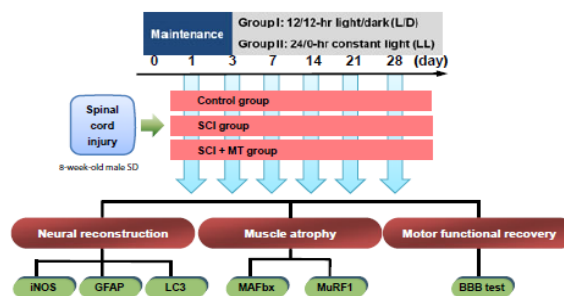 Maintenance
Group I: 12/12-hr light/dark (L/D)
Group II: 24/0-hr constant light (LL)
0 1 3 7 14 21 28 (day)
Spinal
cord
injury
8-week-old male SD
Control group
SCI group
SCI + MT group
Neural reconstruction
Muscle atrophy
Motor functional recovery
iNOS
GFAP
LC3
MAFbx
MuRF1
BBB test